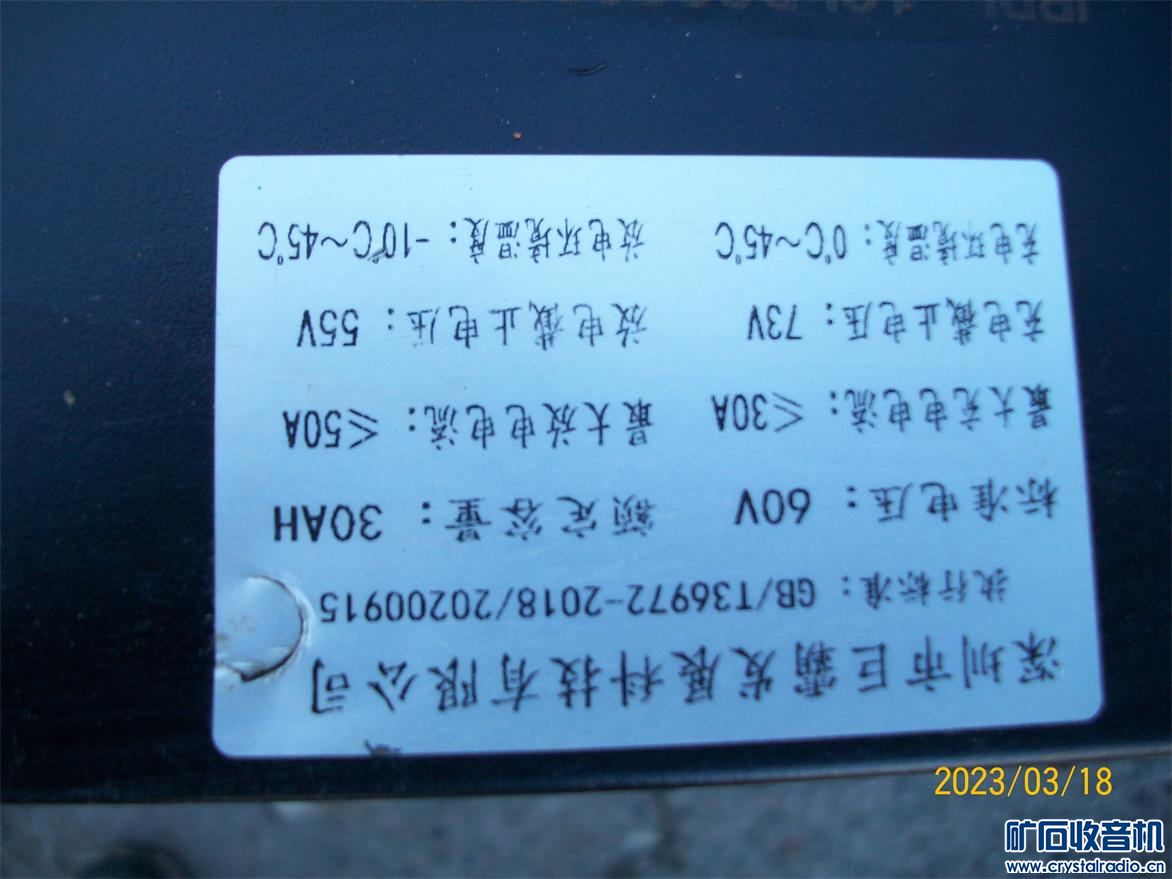 深圳市巨霸发展科技有限公司
执行标准：GB/T36972-2018/20200915
标准电压：60V 额定容量：30AH
最大充电电流：≤30A 最大放电电流：≤50A
充电截止电压：73V 放电截止电压：55V
充电环境温度：0℃~45℃ 放电环境温度：-10℃~45℃
2023/03/18
矿石收音机
www.crystalradio.cn